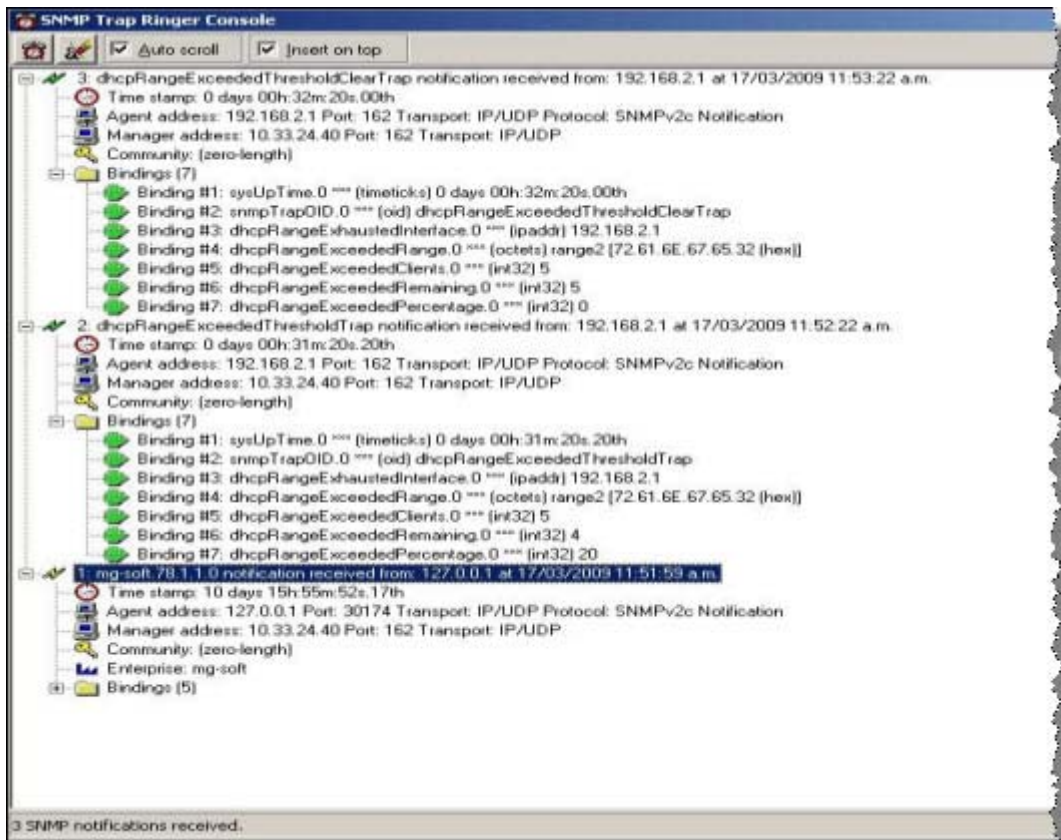 SNMP Trap Ringer Console
Auto scroll Insert on top
3: dhcpRangeExceededThresholdClearTrap notification received from: 192.168.2.1 at 17/03/2009 11:53:22 a.m.
Time stamp: 0 days 00h:32m:20s.00th
Agent address: 192.168.2.1 Port: 162 Transport: IP/UDP Protocol: SNMPv2c Notification
Manager address: 10.33.24.40 Port: 162 Transport: IP/UDP
Community: (zero-length)
Bindings (7)
Binding #1: sysUpTime.0 *** (timeticks) 0 days 00h:32m:20s.00th
Binding #2: snmpTrapOID.0 *** (oid) dhcpRangeExceededThresholdClearTrap
Binding #3: dhcpRangeExhaustedInterface.0 *** (ipaddr) 192.168.2.1
Binding #4: dhcpRangeExceededRange.0 *** (octets) range2 [72.61.6E.67.65.32 (hex)]
Binding #5: dhcpRangeExceededClients.0 *** (int32) 5
Binding #6: dhcpRangeExceededRemaining.0 *** (int32) 5
Binding #7: dhcpRangeExceededPercentage.0 *** (int32) 0
2: dhcpRangeExceededThresholdTrap notification received from: 192.168.2.1 at 17/03/2009 11:52:22 a.m.
Time stamp: 0 days 00h:31m:20s.20th
Agent address: 192.168.2.1 Port: 162 Transport: IP/UDP Protocol: SNMPv2c Notification
Manager address: 10.33.24.40 Port: 162 Transport: IP/UDP
Community: (zero-length)
Bindings (7)
Binding #1: sysUpTime.0 *** (timeticks) 0 days 00h:31m:20s.20th
Binding #2: snmpTrapOID.0 *** (oid) dhcpRangeExceededThresholdTrap
Binding #3: dhcpRangeExhaustedInterface.0 *** (ipaddr) 192.168.2.1
Binding #4: dhcpRangeExceededRange.0 *** (octets) range2 [72.61.6E.67.65.32 (hex)]
Binding #5: dhcpRangeExceededClients.0 *** (int32) 5
Binding #6: dhcpRangeExceededRemaining.0 *** (int32) 4
Binding #7: dhcpRangeExceededPercentage.0 *** (int32) 20
1: mg-soft.78.1.1.0 notification received from: 127.0.0.1 at 17/03/2009 11:51:59 a.m.
Time stamp: 10 days 15h:55m:52s.17th
Agent address: 127.0.0.1 Port: 30174 Transport: IP/UDP Protocol: SNMPv2c Notification
Manager address: 10.33.24.40 Port: 162 Transport: IP/UDP
Community: (zero-length)
Enterprise: mg-soft
Bindings (5)
3 SNMP notifications received.